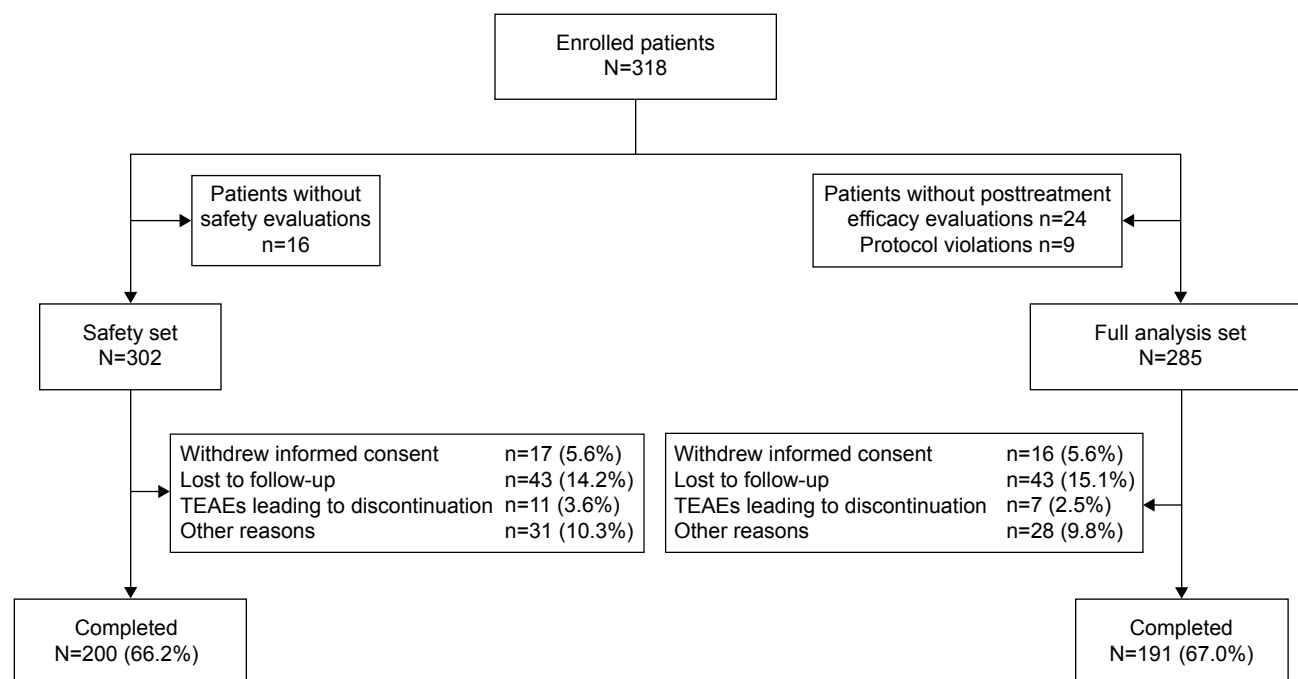 Enrolled patients
N=318
Patients without
safety evaluations
n=16
Patients without posttreatment
efficacy evaluations n=24
Protocol violations n=9
Safety set
N=302
Full analysis set
N=285
Withdrew informed consent n=17 (5.6%)
Lost to follow-up n=43 (14.2%)
TEAEs leading to discontinuation n=11 (3.6%)
Other reasons n=31 (10.3%)
Withdrew informed consent n=16 (5.6%)
Lost to follow-up n=43 (15.1%)
TEAEs leading to discontinuation n=7 (2.5%)
Other reasons n=28 (9.8%)
Completed
N=200 (66.2%)
Completed
N=191 (67.0%)